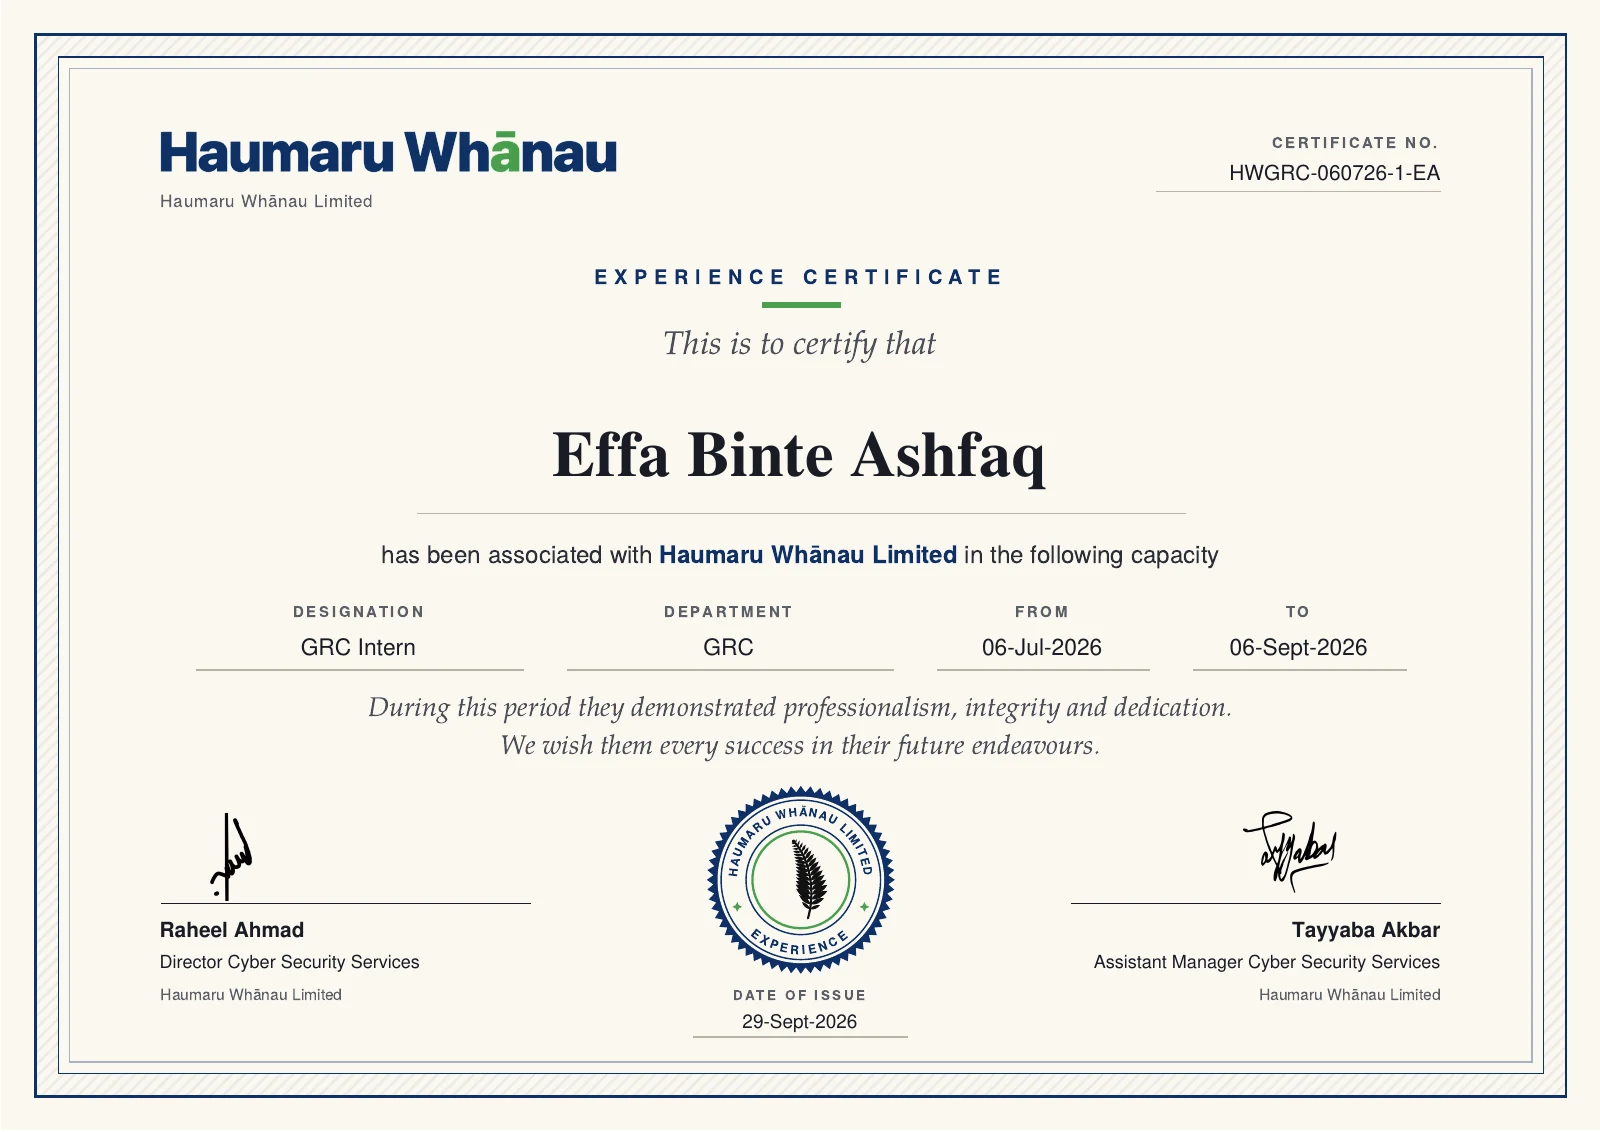 Haumaru Whānau
Haumaru Whānau Limited
CERTIFICATE NO.
HWGRC-060726-1-EA
EXPERIENCE CERTIFICATE
This is to certify that
Effa Binte Ashfaq
has been associated with Haumaru Whānau Limited in the following capacity
DESIGNATION
GRC Intern
DEPARTMENT
GRC
FROM
06-Jul-2026
TO
06-Sept-2026
During this period they demonstrated professionalism, integrity and dedication.
We wish them every success in their future endeavours.
Raheel Ahmad
Director Cyber Security Services
Haumaru Whānau Limited
HAUMARU WHĀNAU LIMITED
EXPERIENCE
DATE OF ISSUE
29-Sept-2026
Tayyaba Akbar
Assistant Manager Cyber Security Services
Haumaru Whānau Limited